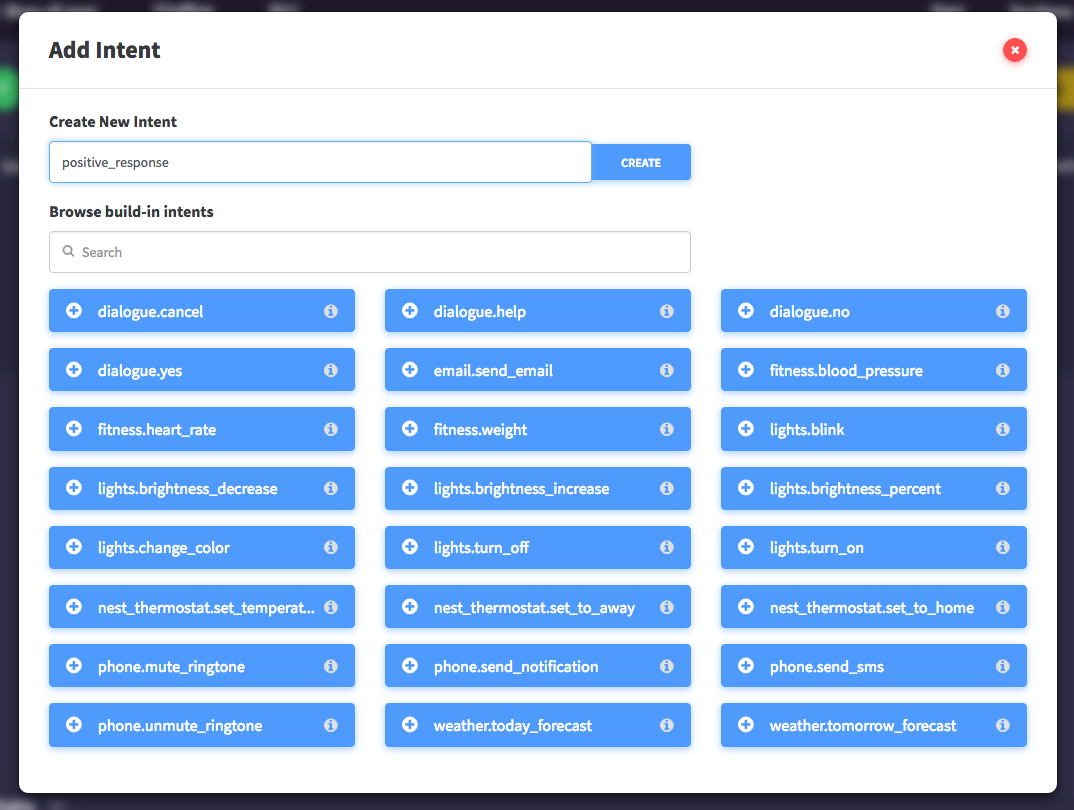 Add Intent
Create New Intent
positive_response
CREATE
Browse build-in intents
Search
dialogue.cancel
dialogue.help
dialogue.no
dialogue.yes
email.send_email
fitness.blood_pressure
fitness.heart_rate
fitness.weight
lights.blink
lights.brightness_decrease
lights.brightness_increase
lights.brightness_percent
lights.change_color
lights.turn_off
lights.turn_on
nest_thermostat.set_temperat...
nest_thermostat.set_to_away
nest_thermostat.set_to_home
phone.mute_ringtone
phone.send_notification
phone.send_sms
phone.unmute_ringtone
weather.today_forecast
weather.tomorrow_forecast